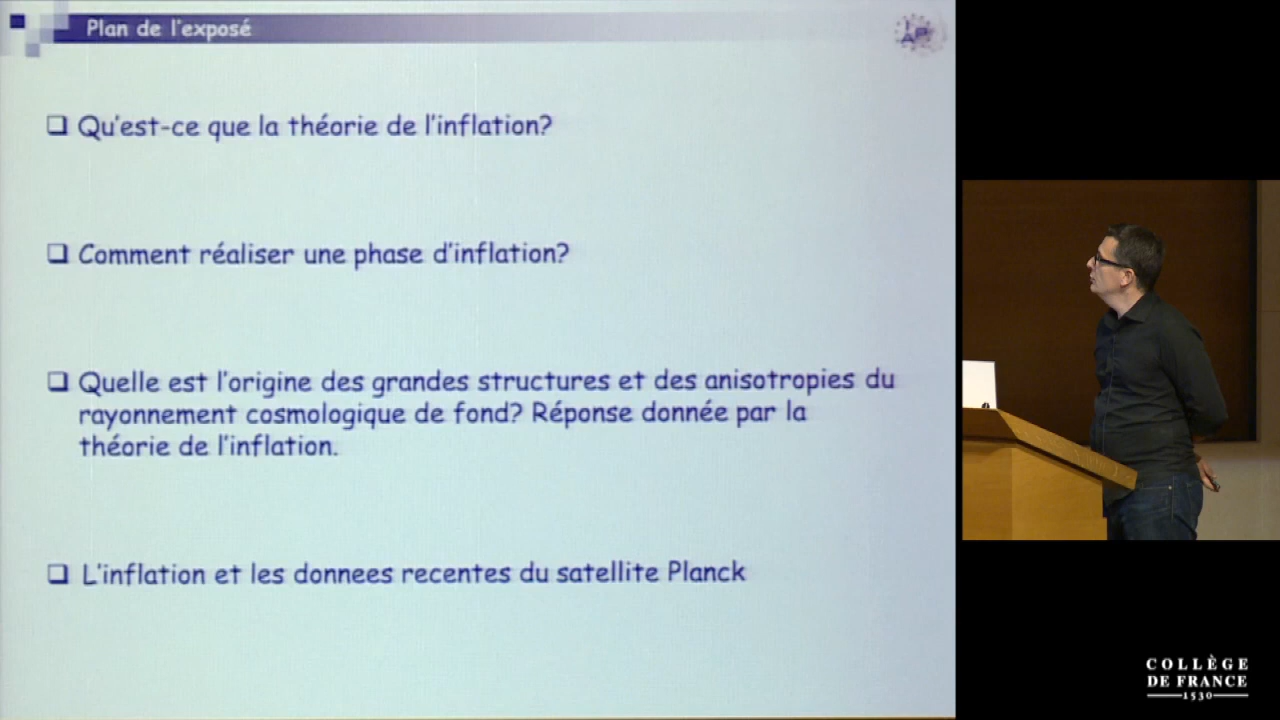 Plan de l'exposé
❑ Qu'est-ce que la théorie de l'inflation?
❑ Comment réaliser une phase d'inflation?
❑ Quelle est l'origine des grandes structures et des anisotropies du
rayonnement cosmologique de fond? Réponse donnée par la
théorie de l'inflation.
❑ L'inflation et les donnees recentes du satellite Planck
COLLÈGE
DE FRANCE
1530